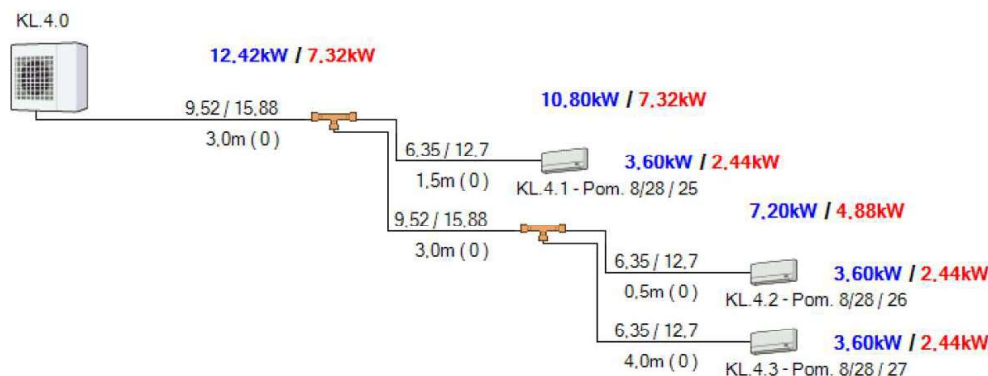 KL.4.0
12,42kW / 7,32kW
9,52 / 15,88
3,0m ( 0 )
10,80kW / 7,32kW
6,35 / 12,7
1,5m ( 0 )
3,60kW / 2,44kW
KL.4.1 - Pom. 8/28 / 25
7,20kW / 4,88kW
9,52 / 15,88
3,0m ( 0 )
6,35 / 12,7
0,5m ( 0 )
3,60kW / 2,44kW
KL.4.2 - Pom. 8/28 / 26
6,35 / 12,7
4,0m ( 0 )
3,60kW / 2,44kW
KL.4.3 - Pom. 8/28 / 27